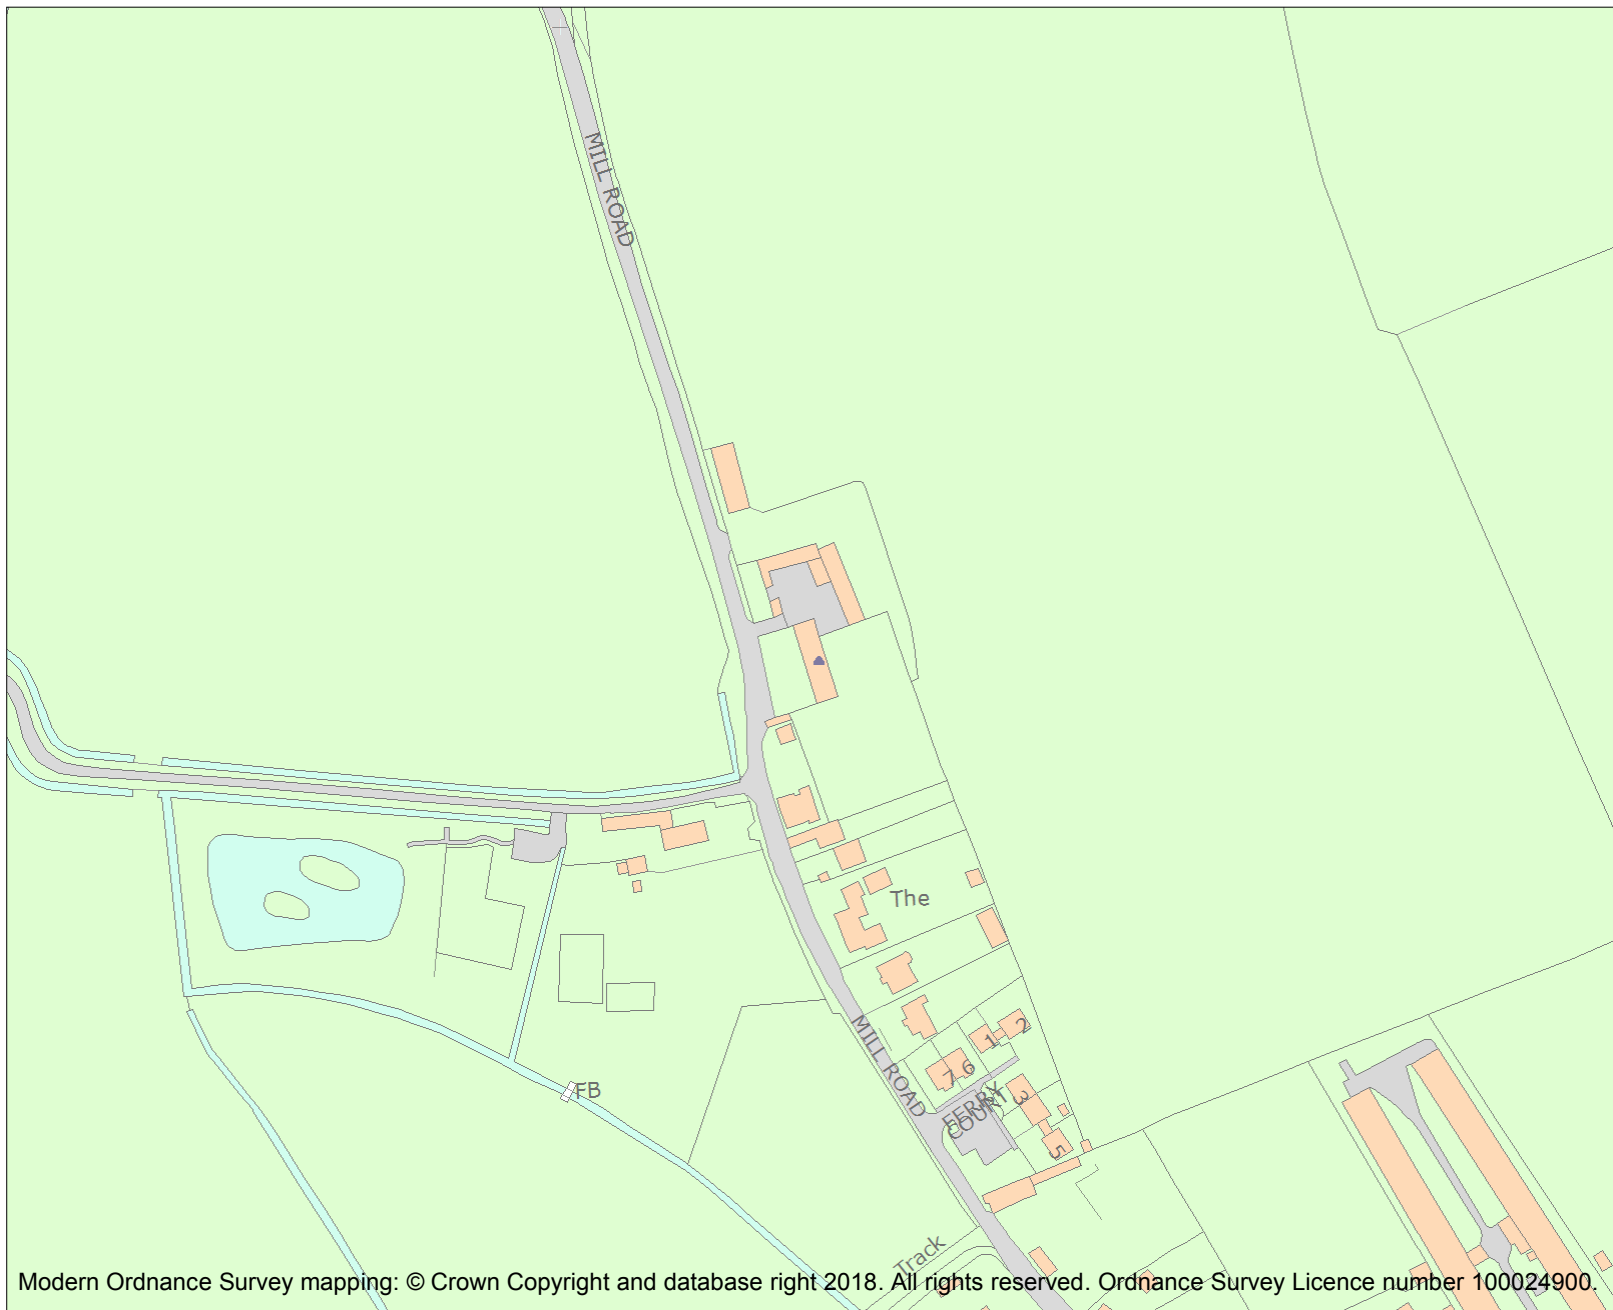 MILL ROAD
The
MILL ROAD
2
1
7 6
3
FERRY
COURT
5
FB
Track
Modern Ordnance Survey mapping: © Crown Copyright and database right 2018. All rights reserved. Ordnance Survey Licence number 100024900.